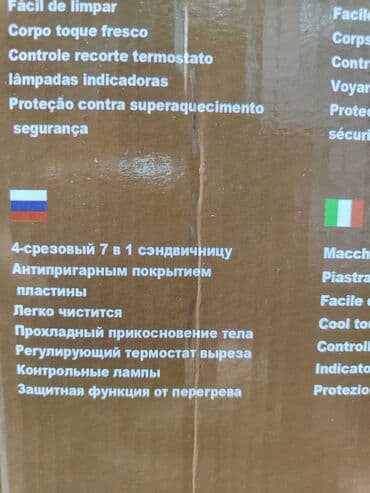 Fácil de limpar
Corpo toque fresco
Controle recorte termostato
lâmpadas indicadoras
Proteção contra superaquecimento
segurança
4-срезовый 7 в 1 сэндвичницу
Антипригарным покрытием
пластины
Легко чистится
Прохладный прикосновение тела
Регулирующий термостат выреза
Контрольные лампы
Защитная функция от перегрева
Facile
Corps
Contr
Voyan
Protec
sécuri
Macch
Piastra
Facile d
Cool tou
Controll
Indicato
Protezio